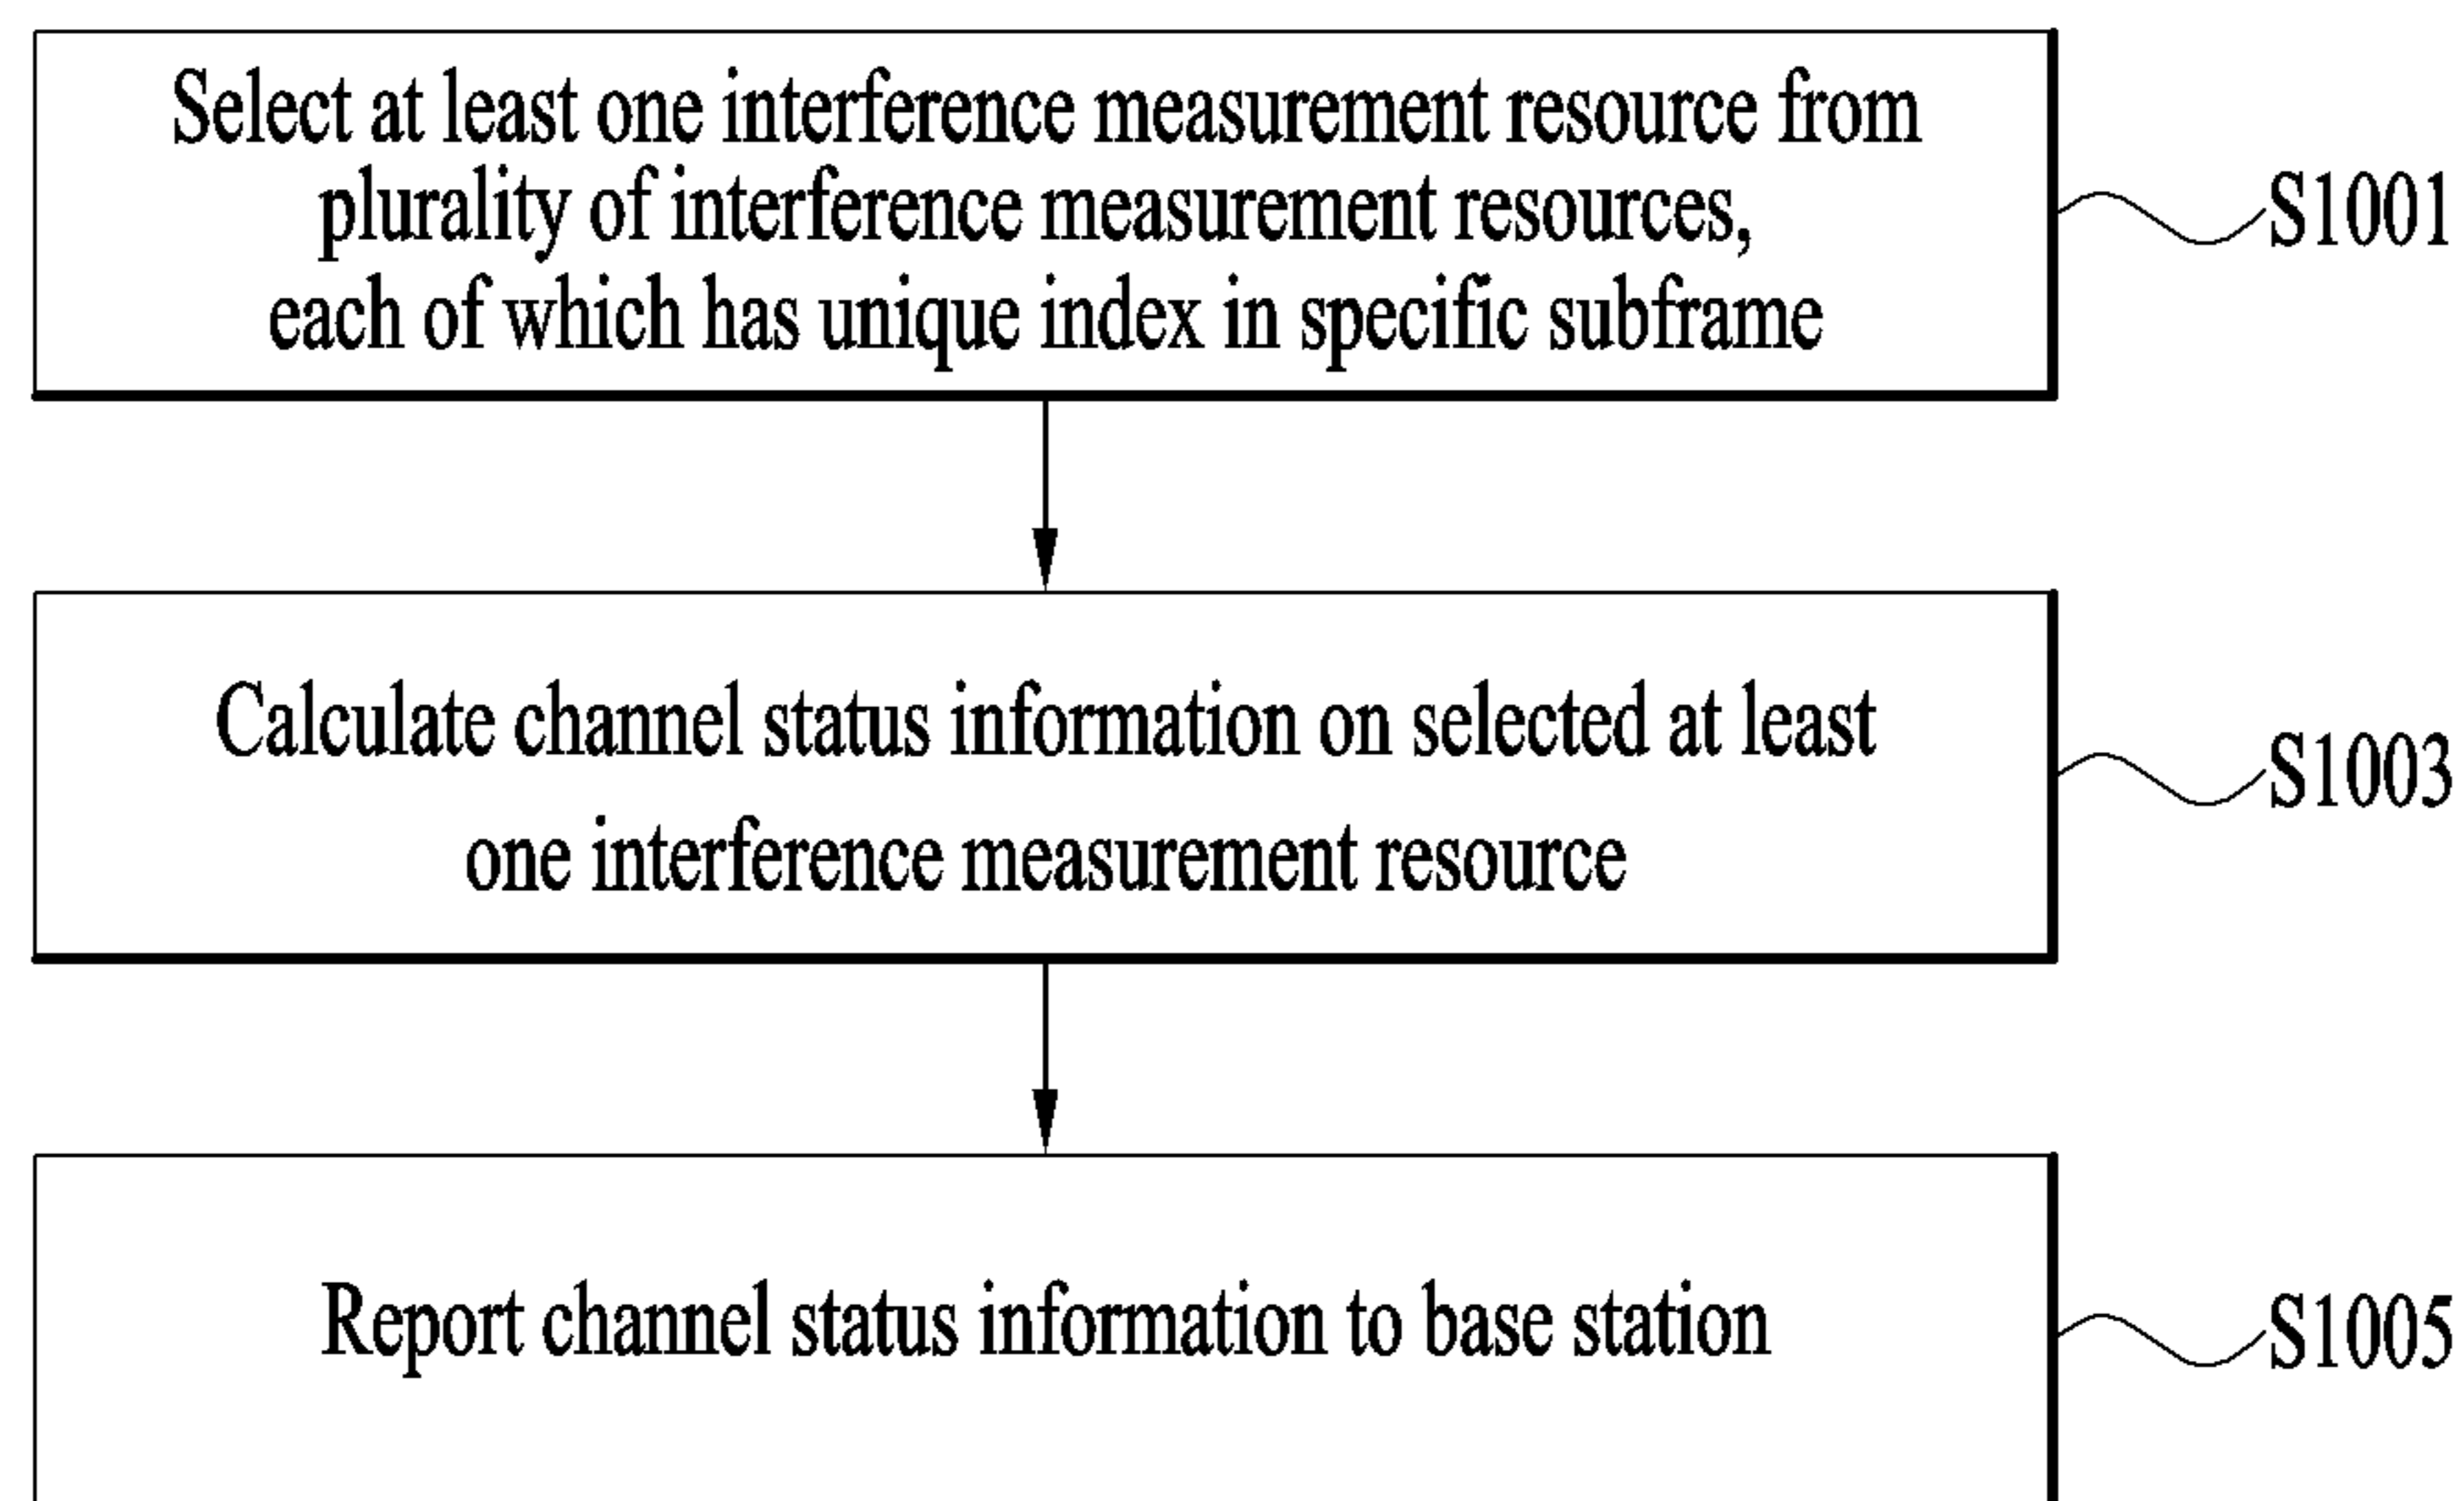 Select at least one interference measurement resource from
plurality of interference measurement resources,
each of which has unique index in specific subframe
S1001
Calculate channel status information on selected at least
one interference measurement resource
S1003
Report channel status information to base station
S1005